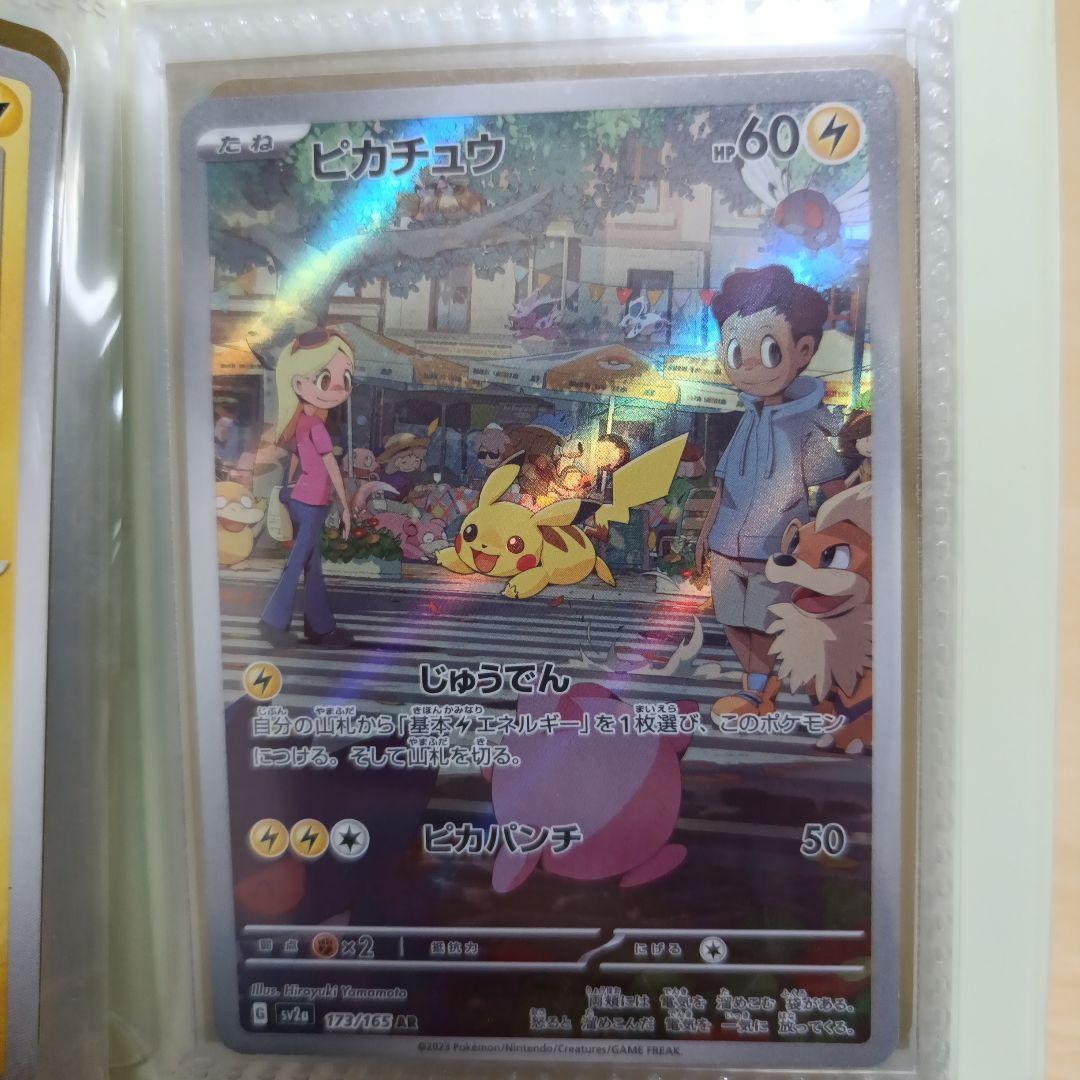 たね ピカチュウ HP60
じゅうでん
自分の山札から「基本エネルギー」を1枚選び、このポケモン
につける。そして山札を切る。
ピカパンチ 50
弱点 ×2 抵抗力 にげる
Illus. Hiroyuki Yamamoto
両頬には 電気を 溜めこむ 袋がある。
G sv2a 173/165 AR
怒ると 溜めこんだ 電気を 一気に 放ってくる。
©2023 Pokémon/Nintendo/Creatures/GAME FREAK.